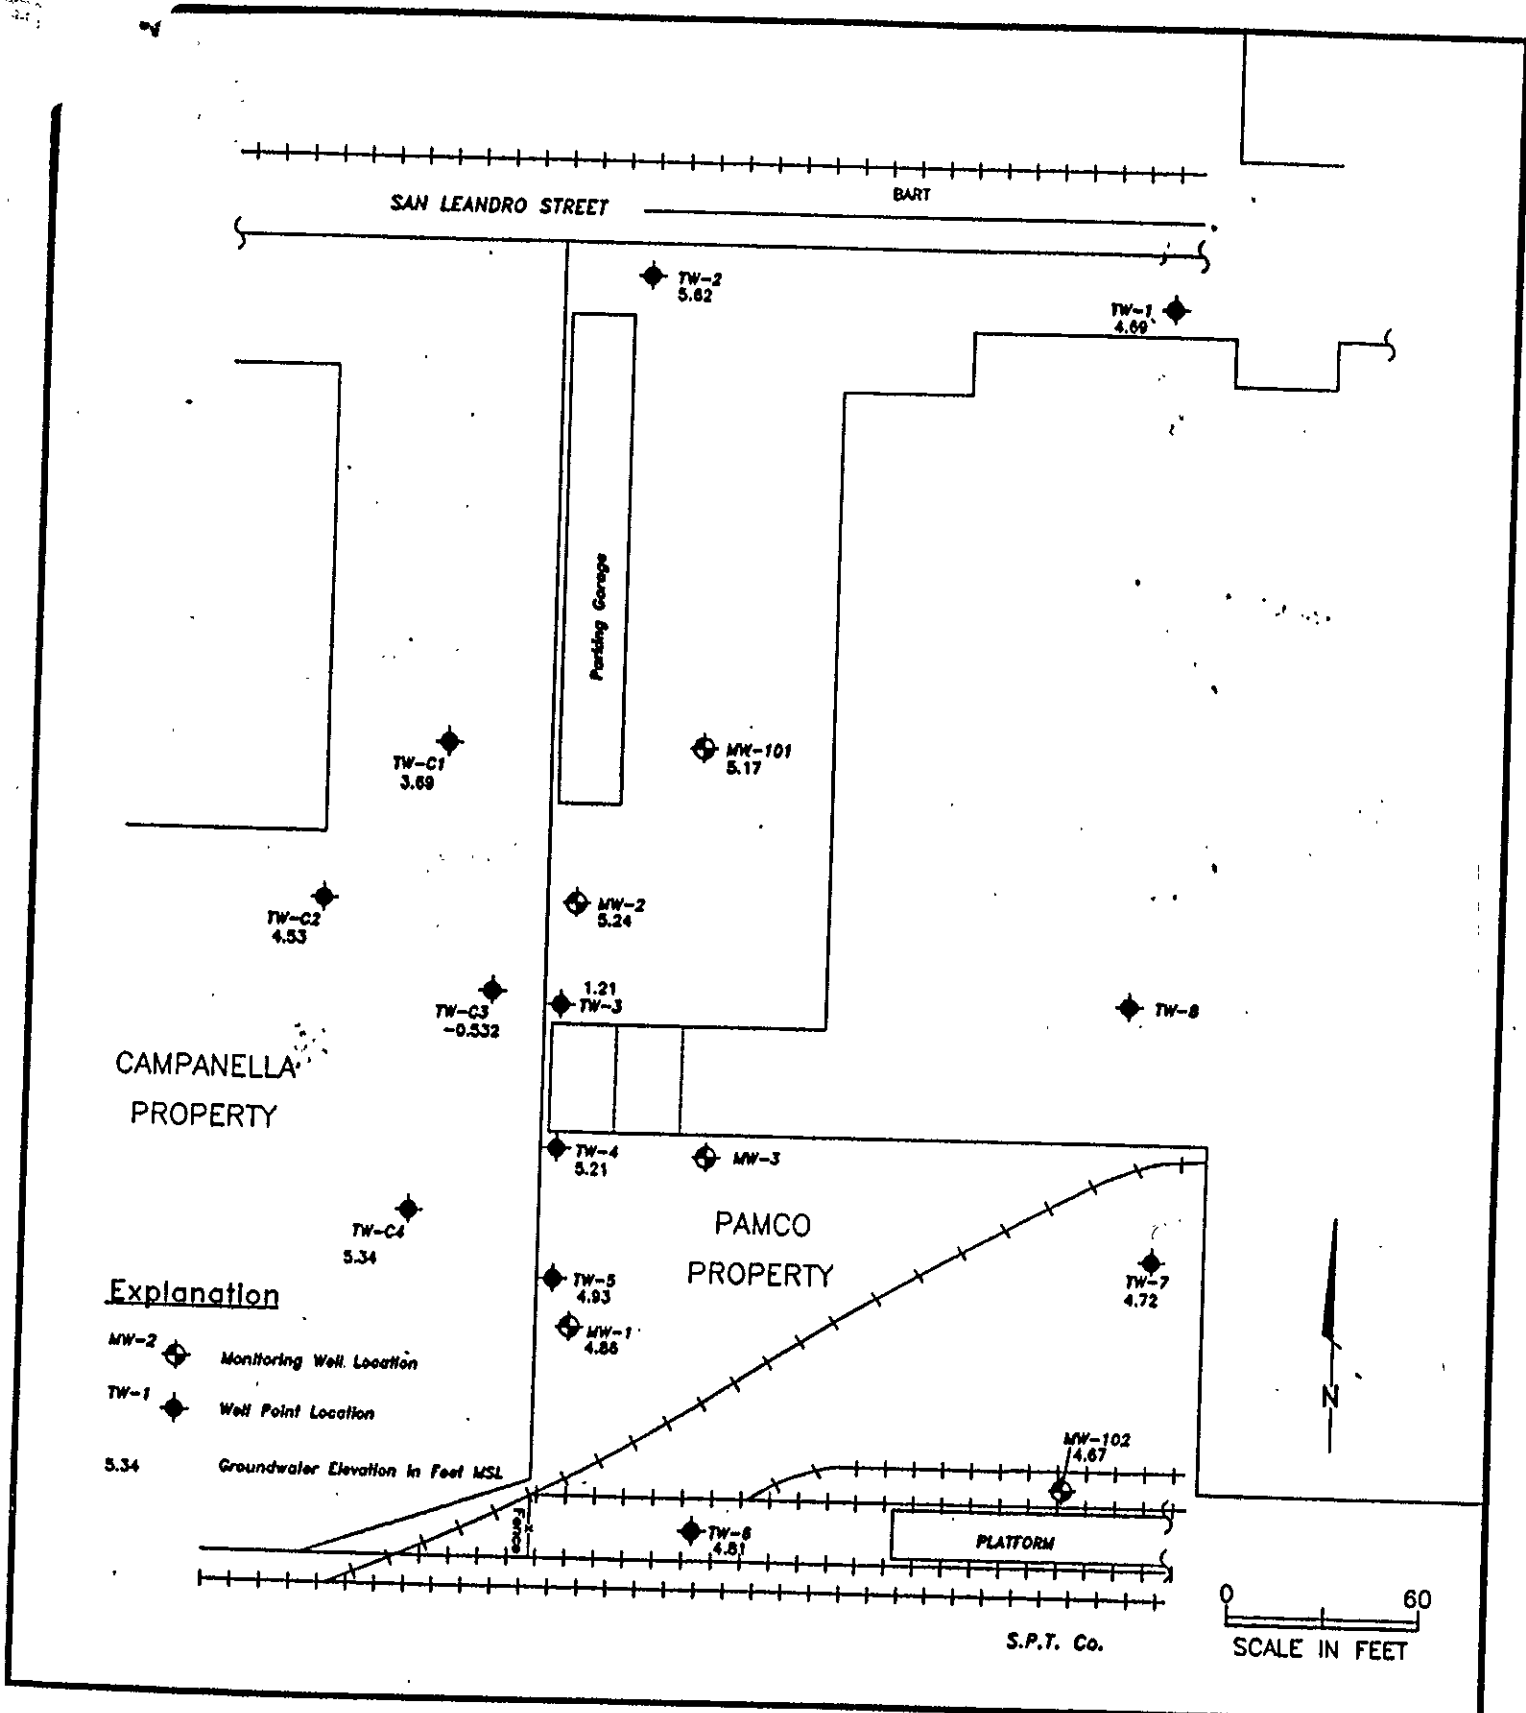 BART
SAN LEANDRO STREET
TW-2
5.62
TW-1
4.69
Parking Garage
TW-C1
3.69
MW-101
5.17
TW-C2
4.53
MW-2
5.24
1.21
TW-3
TW-C3
-0.532
TW-8
CAMPANELLA
PROPERTY
TW-4
5.21
MW-3
TW-C4
5.34
PAMCO
PROPERTY
TW-5
4.93
TW-7
4.72
MW-1
4.86
Explanation
MW-2
Monitoring Well Location
TW-1
Well Point Location
5.34
Groundwater Elevation in Feet MSL
N
MW-102
4.67
Fence
TW-6
4.61
PLATFORM
0 60
SCALE IN FEET
S.P.T. Co.